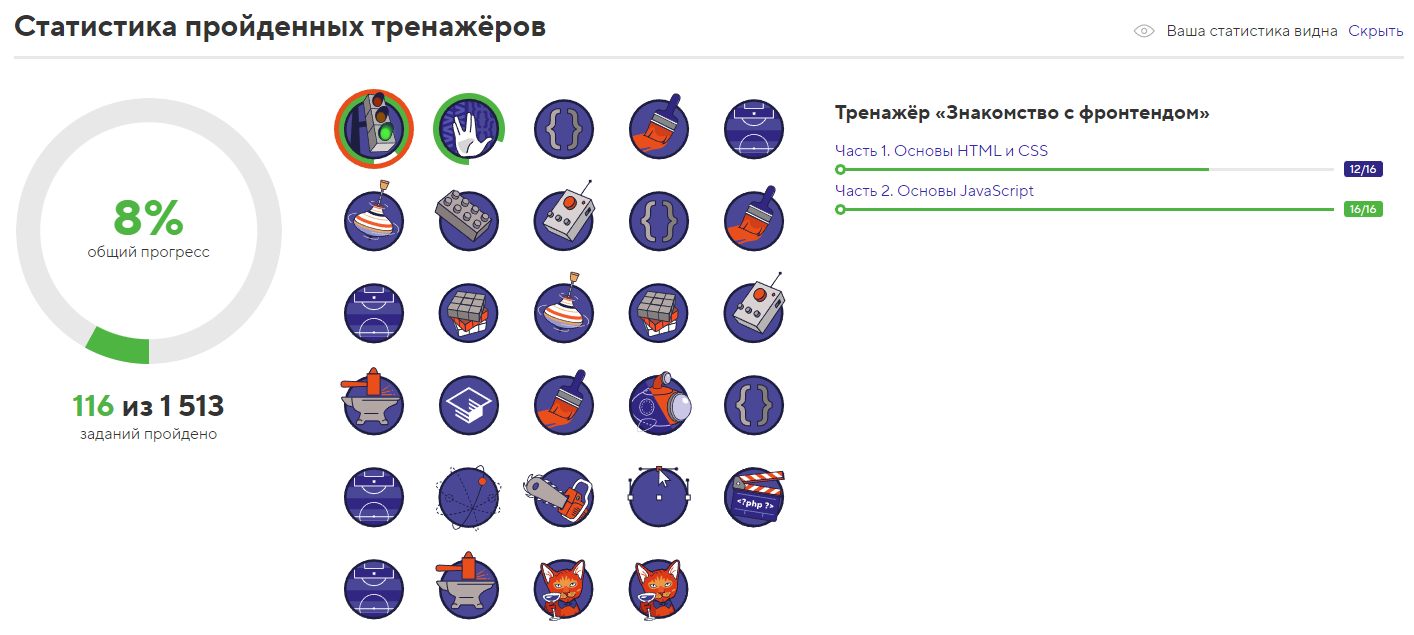 Статистика пройденных тренажёров
Ваша статистика видна Скрыть
8%
общий прогресс
116 из 1 513
заданий пройдено
{ }
{ }
{ }
<?php ?>
Тренажёр «Знакомство с фронтендом»
Часть 1. Основы HTML и CSS
12/16
Часть 2. Основы JavaScript
16/16